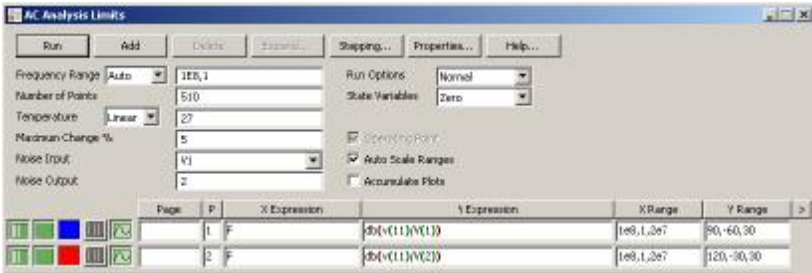 AC Analysis Limits
Run Add Delete Expand... Stepping... Properties... Help...
Frequency Range Auto 1E8,1 Run Options Normal
Number of Points 510 State Variables Zero
Temperature Linear 27
Maximum Change % 5 Operating Point
Noise Input V1 Auto Scale Ranges
Noise Output 2 Accumulate Plots
Page P X Expression Y Expression X Range Y Range >
1 F db(v(11)/V(1)) 1e8,1,2e7 90,-60,30
2 F db(v(11)/V(2)) 1e8,1,2e7 120,-30,30